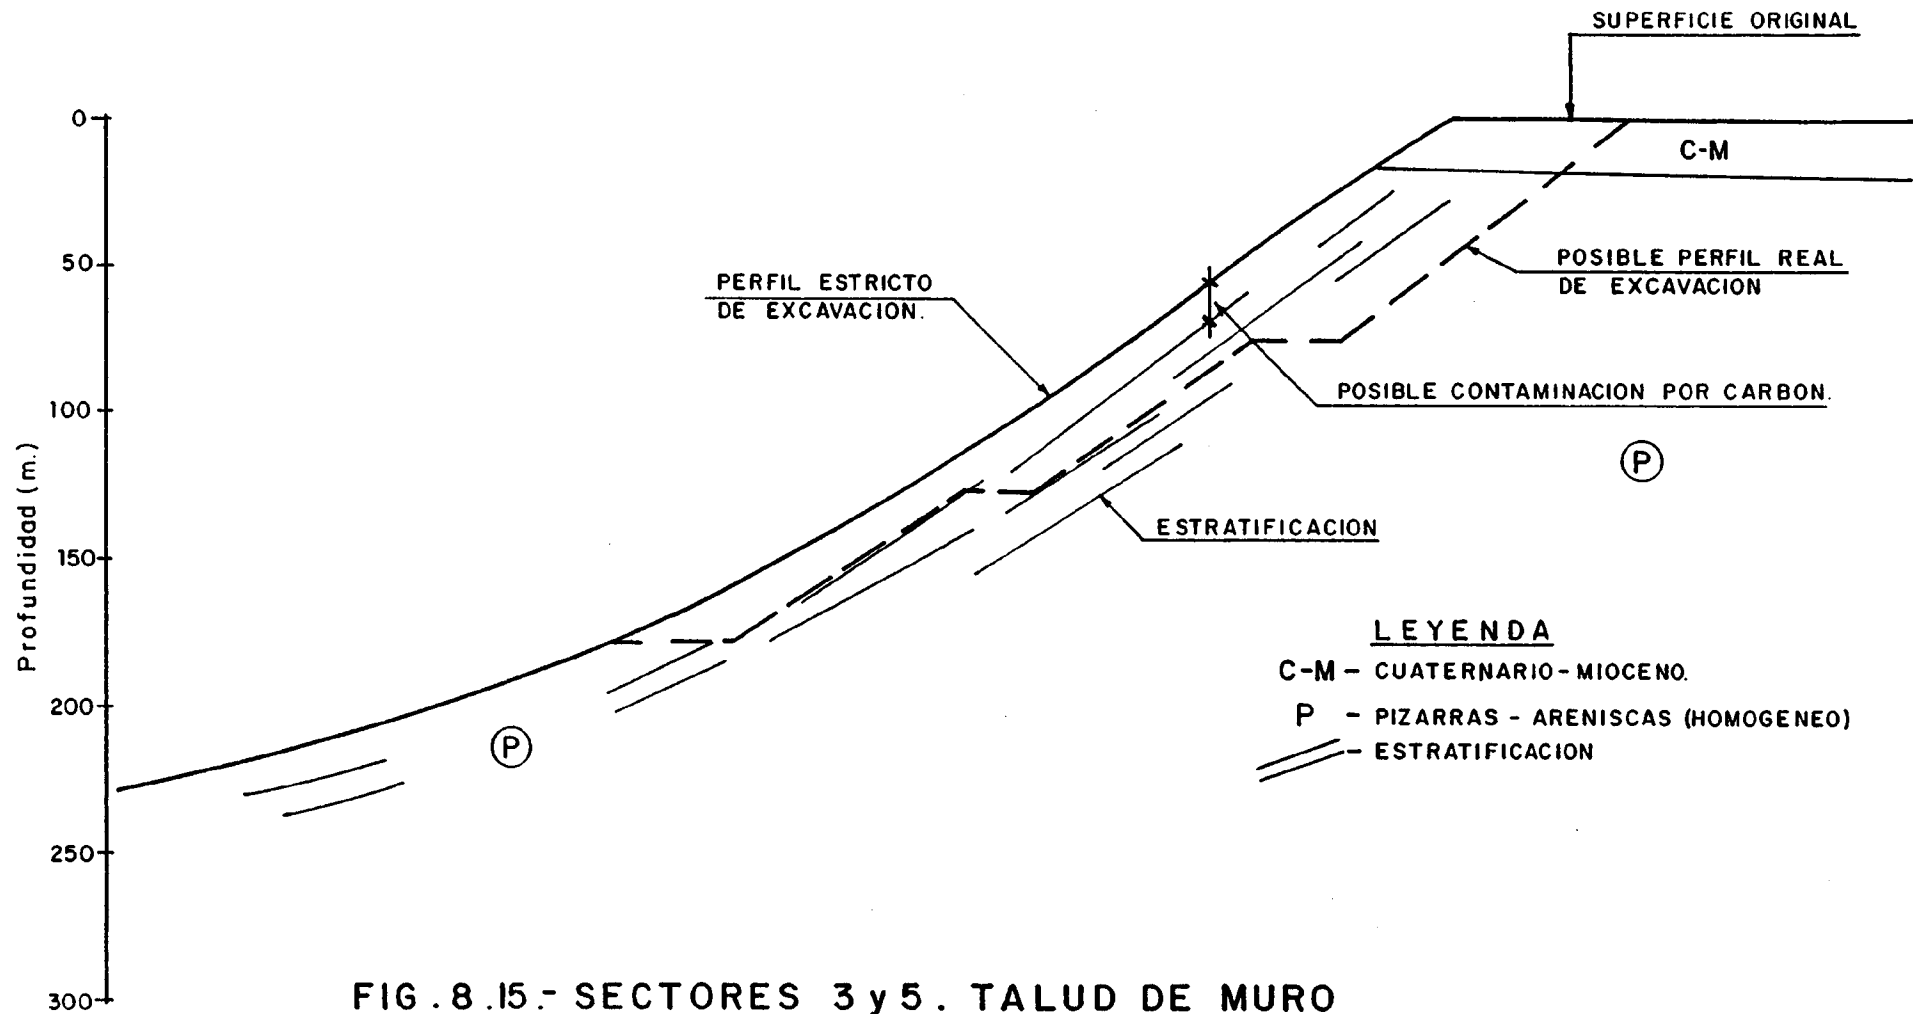 SUPERFICIE ORIGINAL
0
C-M
50
POSIBLE PERFIL REAL
DE EXCAVACION
PERFIL ESTRICTO
DE EXCAVACION.
POSIBLE CONTAMINACION POR CARBON.
100
Profundidad (m.)
P
ESTRATIFICACION
150
LEYENDA
C-M - CUATERNARIO - MIOCENO.
200
P - PIZARRAS - ARENISCAS (HOMOGENEO)
P
- ESTRATIFICACION
250
300
FIG. 8.15.- SECTORES 3 y 5. TALUD DE MURO